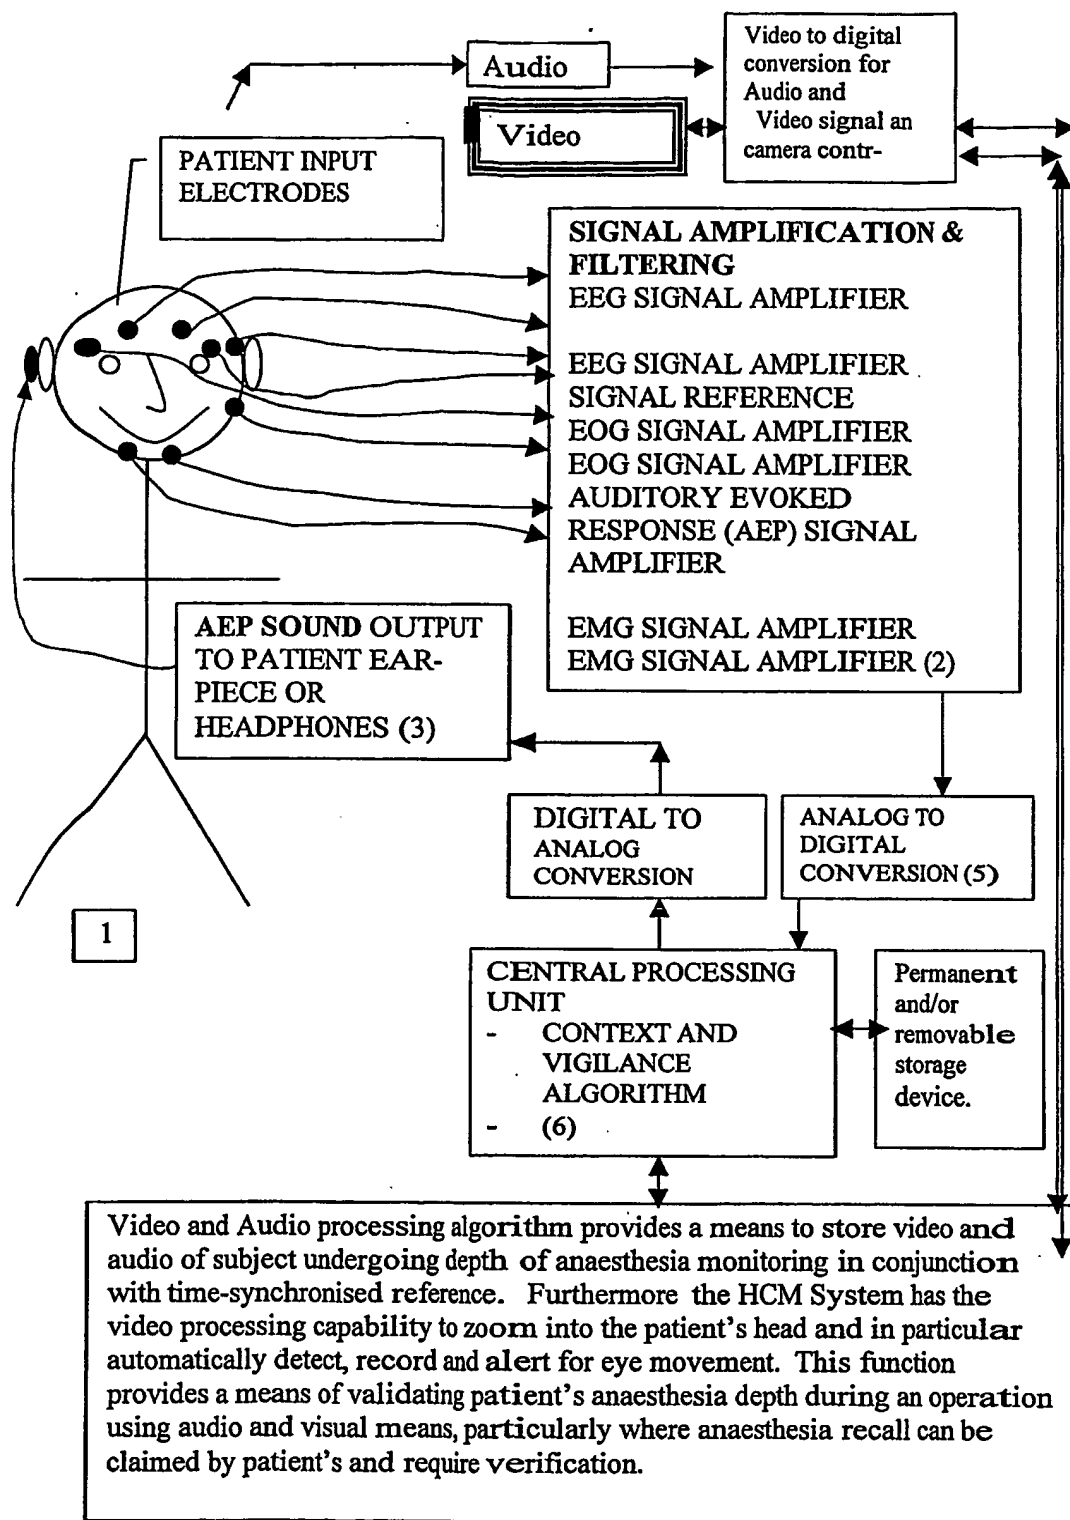 Audio
Video
Video to digital
conversion for
Audio and
Video signal an
camera contr-
PATIENT INPUT
ELECTRODES
SIGNAL AMPLIFICATION &
FILTERING
EEG SIGNAL AMPLIFIER
EEG SIGNAL AMPLIFIER
SIGNAL REFERENCE
EOG SIGNAL AMPLIFIER
EOG SIGNAL AMPLIFIER
AUDITORY EVOKED
RESPONSE (AEP) SIGNAL
AMPLIFIER
EMG SIGNAL AMPLIFIER
EMG SIGNAL AMPLIFIER (2)
AEP SOUND OUTPUT
TO PATIENT EAR-
PIECE OR
HEADPHONES (3)
DIGITAL TO
ANALOG
CONVERSION
ANALOG TO
DIGITAL
CONVERSION (5)
1
CENTRAL PROCESSING
UNIT
- CONTEXT AND
VIGILANCE
ALGORITHM
- (6)
Permanent
and/or
removable
storage
device.
Video and Audio processing algorithm provides a means to store video and
audio of subject undergoing depth of anaesthesia monitoring in conjunction
with time-synchronised reference. Furthermore the HCM System has the
video processing capability to zoom into the patient's head and in particular
automatically detect, record and alert for eye movement. This function
provides a means of validating patient's anaesthesia depth during an operation
using audio and visual means, particularly where anaesthesia recall can be
claimed by patient's and require verification.